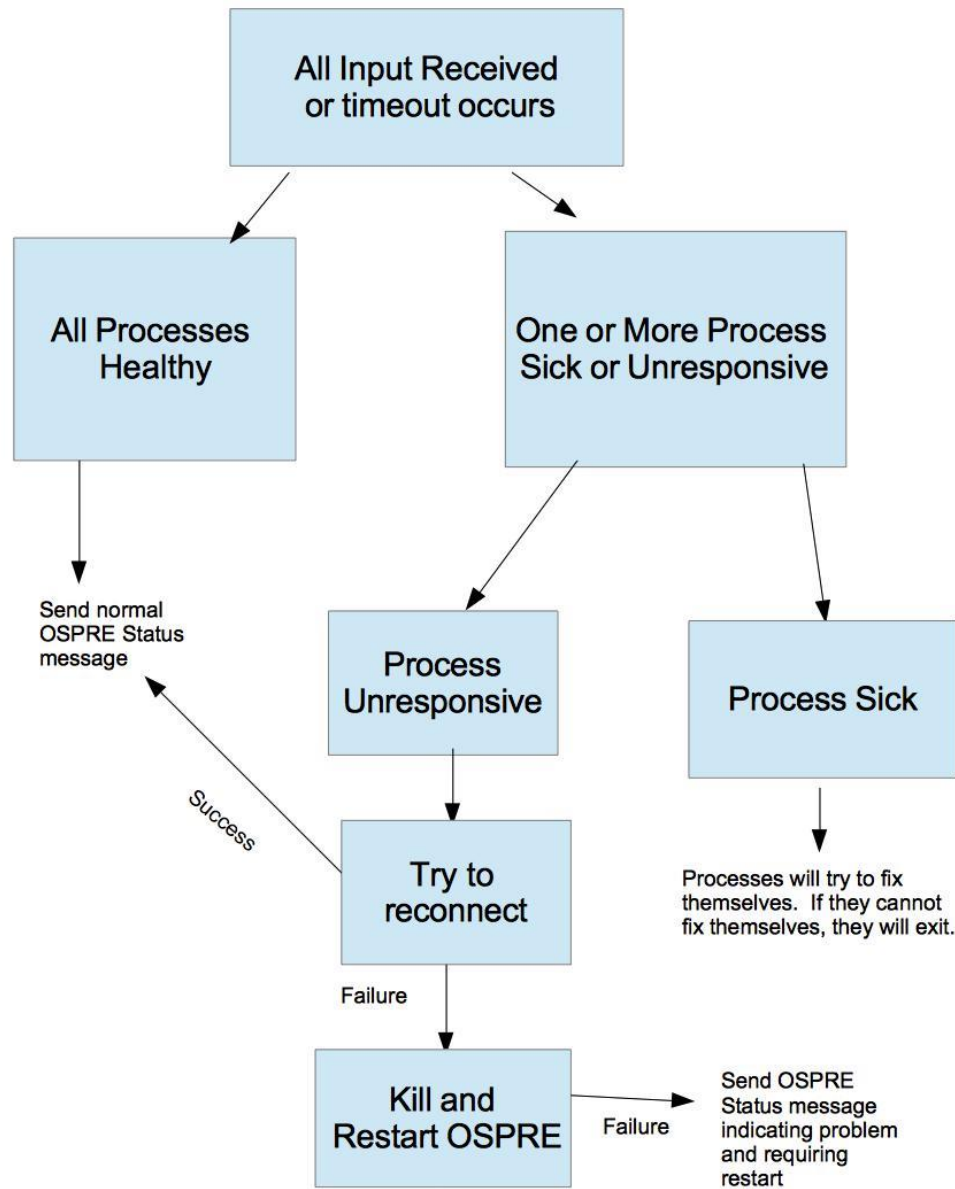 All Input Received
or timeout occurs
All Processes
Healthy
One or More Process
Sick or Unresponsive
Send normal
OSPRE Status
message
Process
Unresponsive
Process Sick
Success
Try to
reconnect
Processes will try to fix
themselves. If they cannot
fix themselves, they will exit.
Failure
Kill and
Restart OSPRE
Failure
Send OSPRE
Status message
indicating problem
and requiring
restart